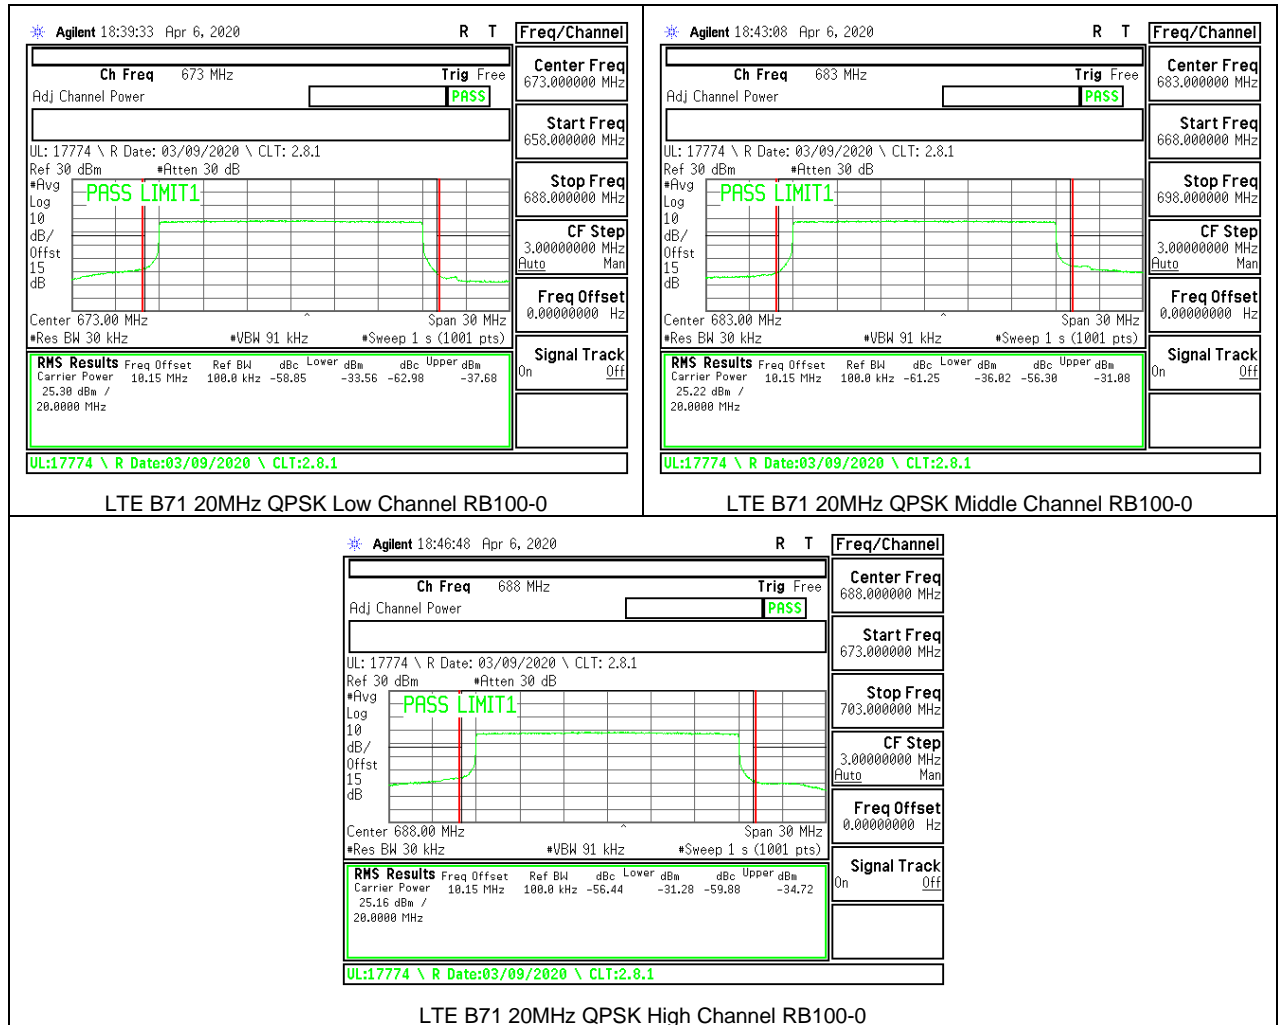 Agilent 18:39:33 Apr 6, 2020 R T
Freq/Channel
Ch Freq 673 MHz Trig Free
Adj Channel Power PASS
UL: 17774 \ R Date: 03/09/2020 \ CLT: 2.8.1
Ref 30 dBm #Atten 30 dB
#Avg
Log
10
dB/
Offst
15
dB
PASS LIMIT1
Center 673.00 MHz ^ Span 30 MHz
#Res BW 30 kHz #VBW 91 kHz #Sweep 1 s (1001 pts)
RMS Results Freq Offset Ref BW dBc Lower dBm dBc Upper dBm
Carrier Power 10.15 MHz 100.0 kHz -58.85 -33.56 -62.98 -37.68
25.30 dBm /
20.0000 MHz
UL:17774 \ R Date:03/09/2020 \ CLT:2.8.1
Center Freq
673.000000 MHz
Start Freq
658.000000 MHz
Stop Freq
688.000000 MHz
CF Step
3.00000000 MHz
Auto Man
Freq Offset
0.00000000 Hz
Signal Track
On Off
LTE B71 20MHz QPSK Low Channel RB100-0
Agilent 18:43:08 Apr 6, 2020 R T
Freq/Channel
Ch Freq 683 MHz Trig Free
Adj Channel Power PASS
UL: 17774 \ R Date: 03/09/2020 \ CLT: 2.8.1
Ref 30 dBm #Atten 30 dB
#Avg
Log
10
dB/
Offst
15
dB
PASS LIMIT1
Center 683.00 MHz ^ Span 30 MHz
#Res BW 30 kHz #VBW 91 kHz #Sweep 1 s (1001 pts)
RMS Results Freq Offset Ref BW dBc Lower dBm dBc Upper dBm
Carrier Power 10.15 MHz 100.0 kHz -61.25 -36.02 -56.30 -31.08
25.22 dBm /
20.0000 MHz
UL:17774 \ R Date:03/09/2020 \ CLT:2.8.1
Center Freq
683.000000 MHz
Start Freq
668.000000 MHz
Stop Freq
698.000000 MHz
CF Step
3.00000000 MHz
Auto Man
Freq Offset
0.00000000 Hz
Signal Track
On Off
LTE B71 20MHz QPSK Middle Channel RB100-0
Agilent 18:46:48 Apr 6, 2020 R T
Freq/Channel
Ch Freq 688 MHz Trig Free
Adj Channel Power PASS
UL: 17774 \ R Date: 03/09/2020 \ CLT: 2.8.1
Ref 30 dBm #Atten 30 dB
#Avg
Log
10
dB/
Offst
15
dB
PASS LIMIT1
Center 688.00 MHz ^ Span 30 MHz
#Res BW 30 kHz #VBW 91 kHz #Sweep 1 s (1001 pts)
RMS Results Freq Offset Ref BW dBc Lower dBm dBc Upper dBm
Carrier Power 10.15 MHz 100.0 kHz -56.44 -31.28 -59.88 -34.72
25.16 dBm /
20.0000 MHz
UL:17774 \ R Date:03/09/2020 \ CLT:2.8.1
Center Freq
688.000000 MHz
Start Freq
673.000000 MHz
Stop Freq
703.000000 MHz
CF Step
3.00000000 MHz
Auto Man
Freq Offset
0.00000000 Hz
Signal Track
On Off
LTE B71 20MHz QPSK High Channel RB100-0